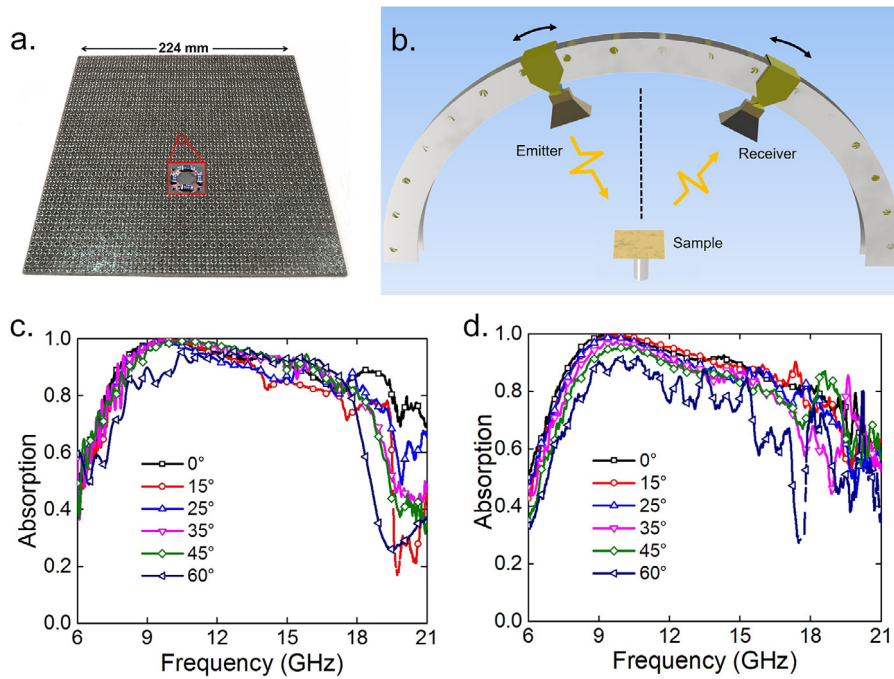 a.
224 mm
b.
Emitter
Receiver
Sample
c.
1.0
0.8
0.6
0.4
0.2
0.0
Absorption
0°
15°
25°
35°
45°
60°
6 9 12 15 18 21
Frequency (GHz)
d.
1.0
0.8
0.6
0.4
0.2
0.0
Absorption
0°
15°
25°
35°
45°
60°
6 9 12 15 18 21
Frequency (GHz)